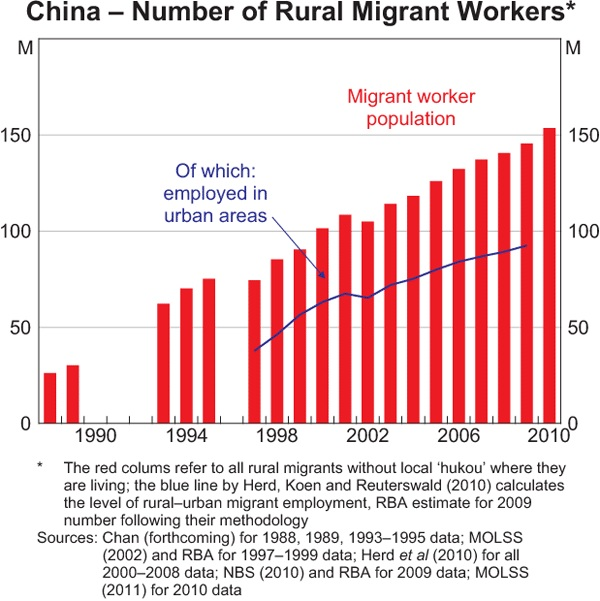 China – Number of Rural Migrant Workers*
M
M
Migrant worker
population
150
150
Of which:
employed in
urban areas
100
100
50
50
0
0
1990
1994
1998
2002
2006
2010
* The red colums refer to all rural migrants without local ‘hukou’ where they
are living; the blue line by Herd, Koen and Reuterswald (2010) calculates
the level of rural–urban migrant employment, RBA estimate for 2009
number following their methodology
Sources: Chan (forthcoming) for 1988, 1989, 1993–1995 data; MOLSS
(2002) and RBA for 1997–1999 data; Herd et al (2010) for all
2000–2008 data; NBS (2010) and RBA for 2009 data; MOLSS
(2011) for 2010 data